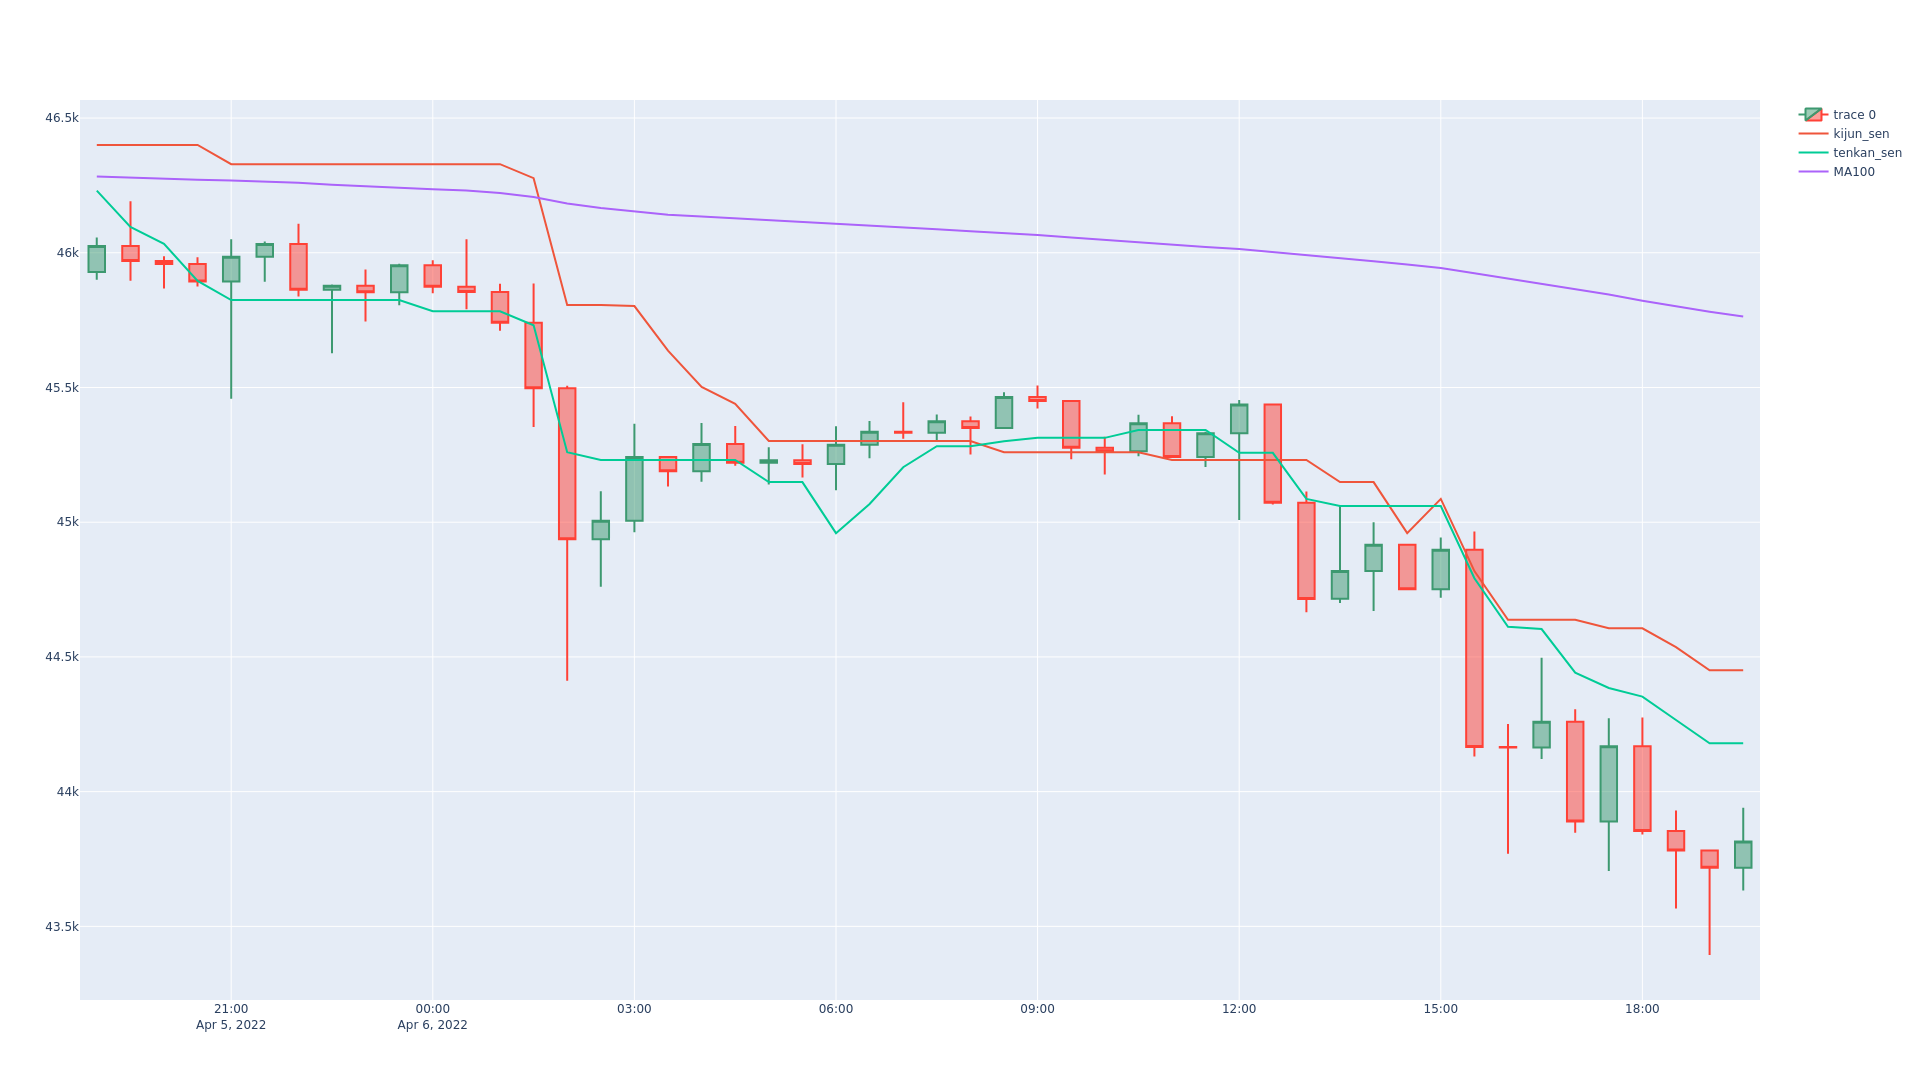 46.5k
46k
45.5k
45k
44.5k
44k
43.5k
21:00
Apr 5, 2022
00:00
Apr 6, 2022
03:00
06:00
09:00
12:00
15:00
18:00
trace 0
kijun_sen
tenkan_sen
MA100